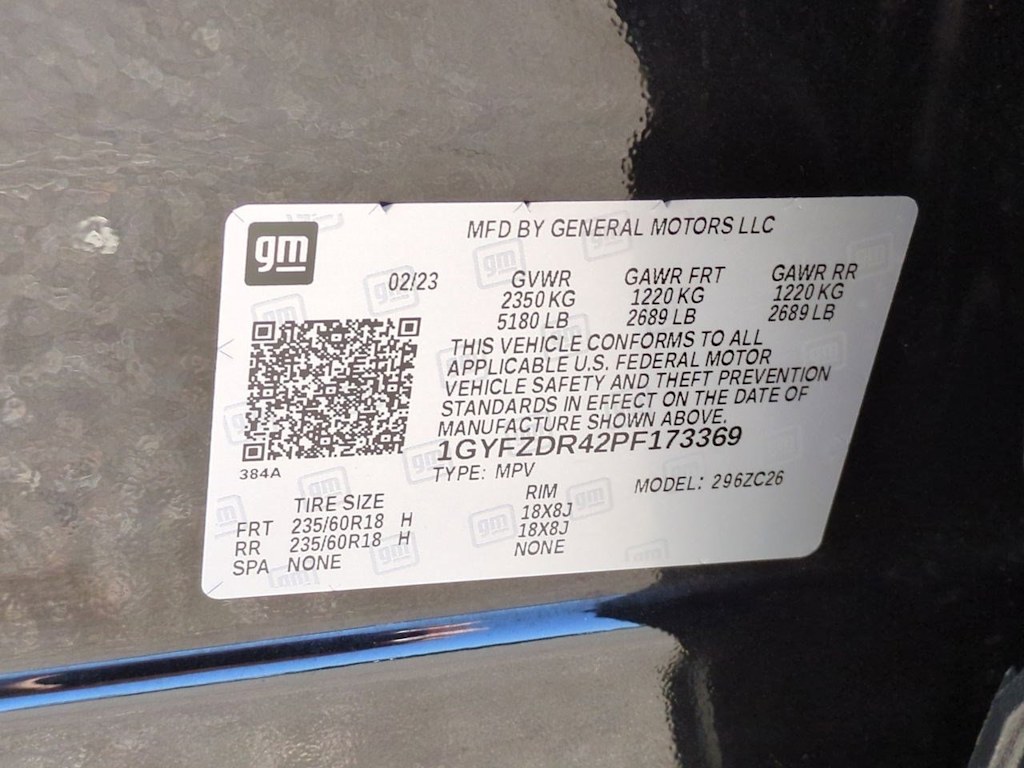 gm
MFD BY GENERAL MOTORS LLC
02/23
GVWR GAWR FRT GAWR RR
2350 KG 1220 KG 1220 KG
5180 LB 2689 LB 2689 LB
THIS VEHICLE CONFORMS TO ALL
APPLICABLE U.S. FEDERAL MOTOR
VEHICLE SAFETY AND THEFT PREVENTION
STANDARDS IN EFFECT ON THE DATE OF
MANUFACTURE SHOWN ABOVE.
1GYFZDR42PF173369
384A
TYPE: MPV MODEL: 296ZC26
TIRE SIZE RIM
FRT 235/60R18 H 18X8J
RR 235/60R18 H 18X8J
SPA NONE NONE